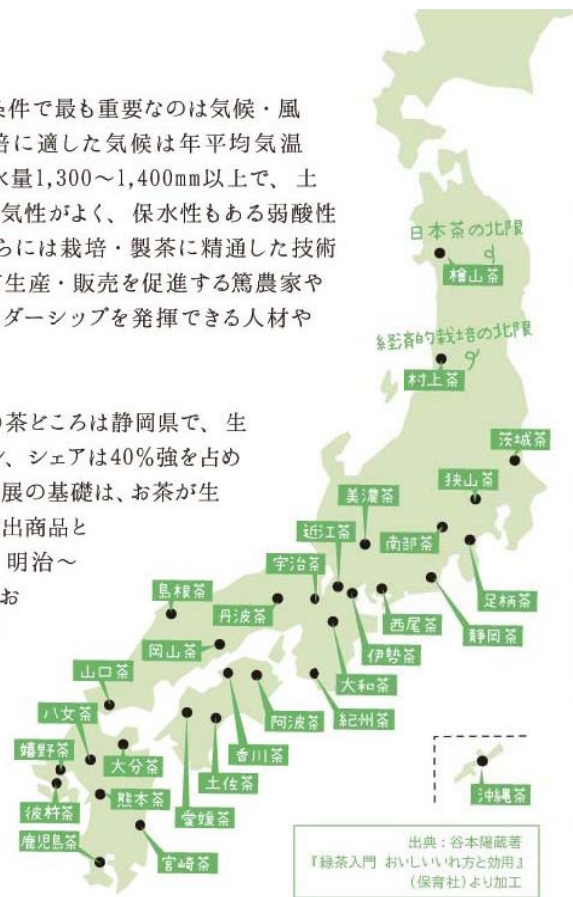 条件で最も重要なのは気候・風
培に適した気候は年平均気温
水量1,300〜1,400mm以上で、土
気性がよく、保水性もある弱酸性
らには栽培・製茶に精通した技術
生産・販売を促進する篤農家や
ダーシップを発揮できる人材や
の茶どころは静岡県で、生
ン、シェアは40%強を占め
展の基礎は、お茶が生
出商品と
明治〜
お
日本茶の北限
檜山茶
経済的栽培の北限
村上茶
茨城茶
狭山茶
美濃茶
近江茶
南部茶
宇治茶
島根茶
丹波茶
足柄茶
西尾茶
静岡茶
伊勢茶
岡山茶
大和茶
山口茶
紀州茶
阿波茶
八女茶
香川茶
嬉野茶
大分茶
土佐茶
熊本茶
彼杵茶
愛媛茶
沖縄茶
鹿児島茶
宮崎茶
出典:谷本陽蔵著
『緑茶入門 おいしいいれ方と効用』
(保育社)より加工